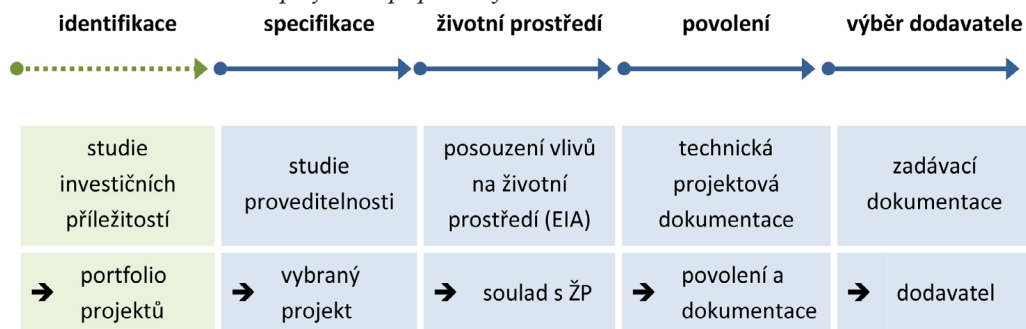 identifikace
specifikace
životní prostředí
povolení
výběr dodavatele
studie
investičních
příležitostí
studie
proveditelnosti
posouzení vlivů
na životní
prostředí (EIA)
technická
projektová
dokumentace
zadávací
dokumentace
➔ portfolio
projektů
➔ vybraný
projekt
➔ soulad s ŽP
➔ povolení a
dokumentace
➔ dodavatel